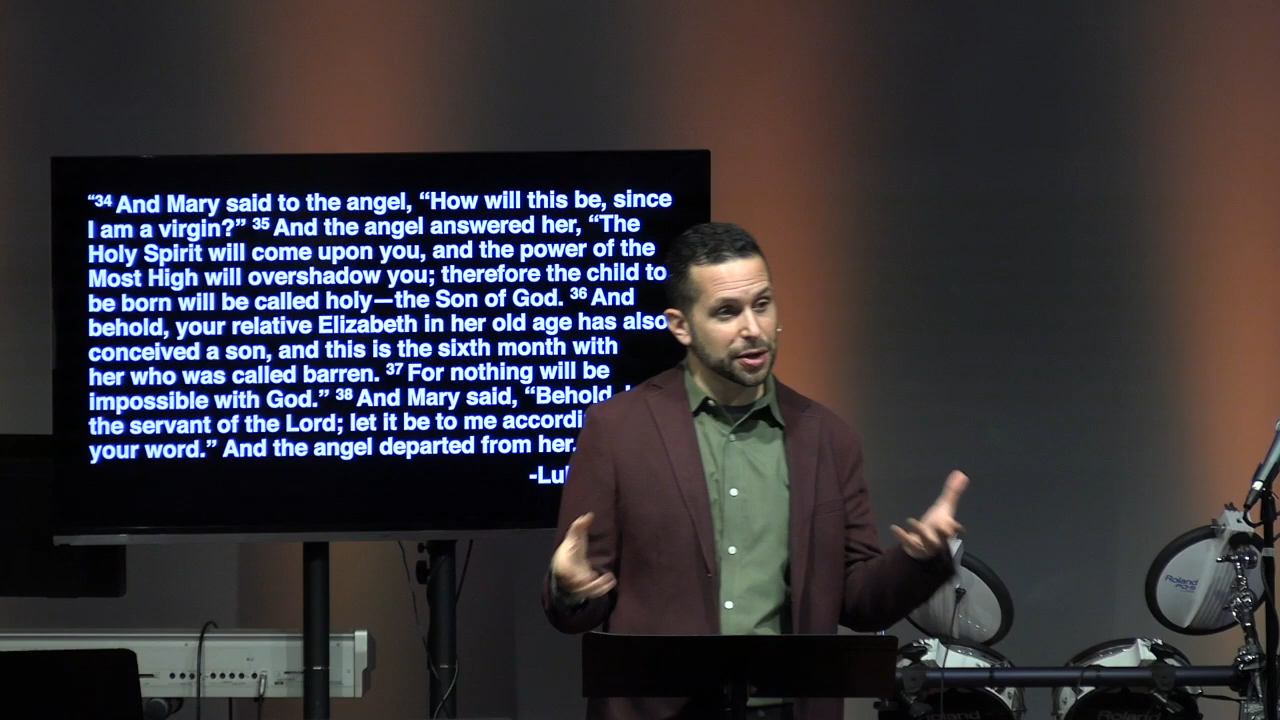 “34 And Mary said to the angel, “How will this be, since
I am a virgin?” 35 And the angel answered her, “The
Holy Spirit will come upon you, and the power of the
Most High will overshadow you; therefore the child to
be born will be called holy—the Son of God. 36 And
behold, your relative Elizabeth in her old age has also
conceived a son, and this is the sixth month with
her who was called barren. 37 For nothing will be
impossible with God.” 38 And Mary said, “Behold,
the servant of the Lord; let it be to me accordi
your word.” And the angel departed from her.
-Lu
Roland
PD-8
Roland